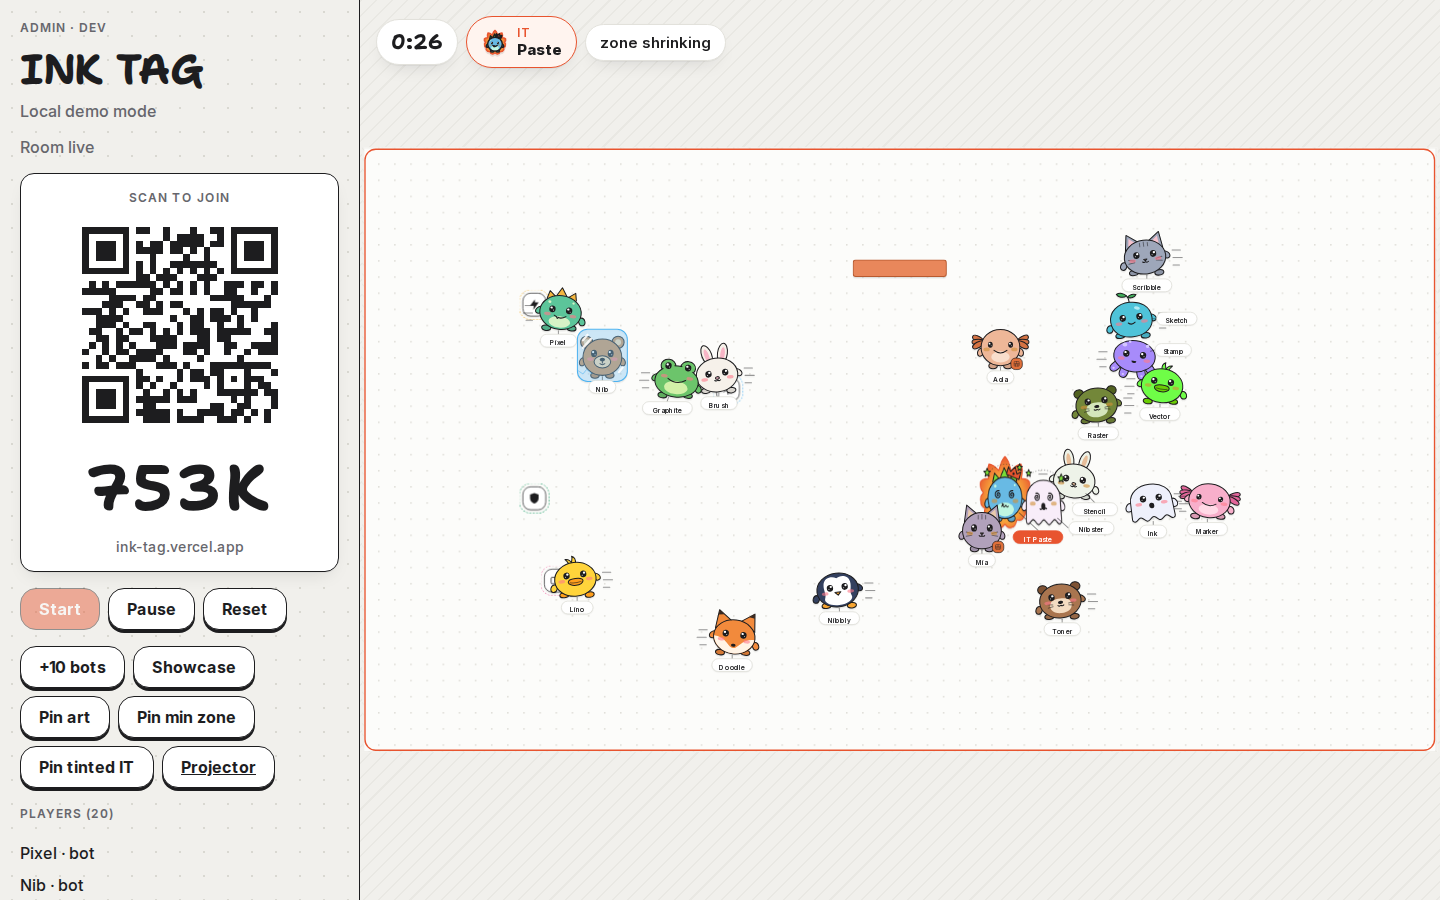 ADMIN · DEV
INK TAG
Local demo mode
Room live
SCAN TO JOIN
753K
ink-tag.vercel.app
Start
Pause
Reset
+10 bots
Showcase
Pin art
Pin min zone
Pin tinted IT
Projector
PLAYERS (20)
Pixel · bot
Nib · bot
0:26
IT
Paste
zone shrinking
Scribble
Sketch
Pixel
Stamp
Nib
Ada
Brush
Graphite
Vector
Raster
Stencil
Nibster
Ink
Marker
IT Paste
Mia
Lino
Nibbly
Toner
Doodle